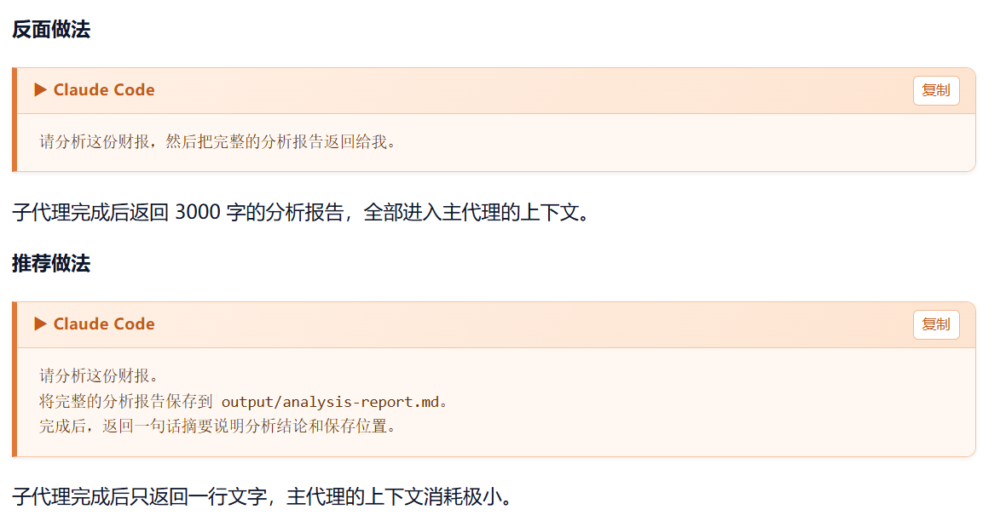 反面做法
▶ Claude Code
复制
请分析这份财报，然后把完整的分析报告返回给我。
子代理完成后返回 3000 字的分析报告，全部进入主代理的上下文。
推荐做法
▶ Claude Code
复制
请分析这份财报。
将完整的分析报告保存到 output/analysis-report.md。
完成后，返回一句话摘要说明分析结论和保存位置。
子代理完成后只返回一行文字，主代理的上下文消耗极小。